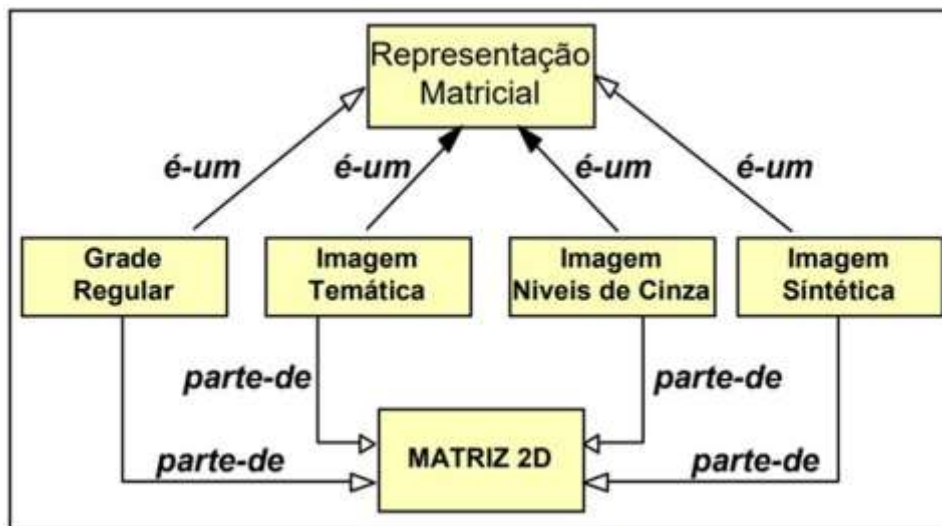 Representação
Matricial
é-um
é-um
é-um
é-um
Grade
Regular
Imagem
Temática
Imagem
Níveis de Cinza
Imagem
Sintética
parte-de
parte-de
MATRIZ 2D
parte-de
parte-de